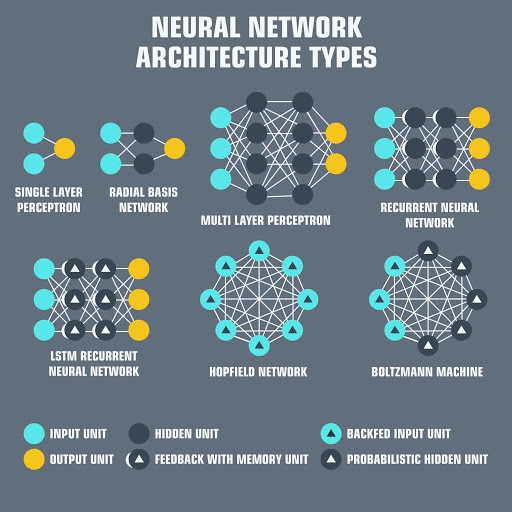 NEURAL NETWORK
ARCHITECTURE TYPES
SINGLE LAYER
PERCEPTRON
RADIAL BASIS
NETWORK
MULTI LAYER PERCEPTRON
RECURRENT NEURAL
NETWORK
LSTM RECURRENT
NEURAL NETWORK
HOPFIELD NETWORK
BOLTZMANN MACHINE
INPUT UNIT
HIDDEN UNIT
BACKFED INPUT UNIT
OUTPUT UNIT
FEEDBACK WITH MEMORY UNIT
PROBABILISTIC HIDDEN UNIT